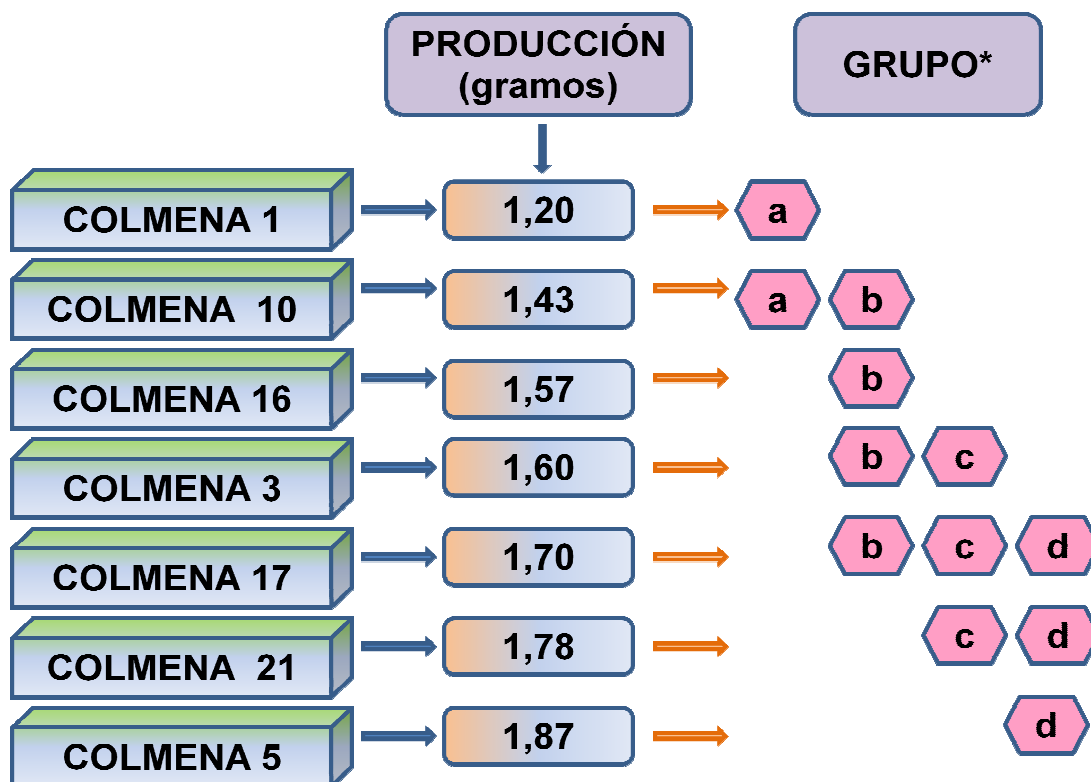 PRODUCCIÓN
(gramos)
GRUPO*
COLMENA 1
1,20
a
COLMENA 10
1,43
a b
COLMENA 16
1,57
b
COLMENA 3
1,60
b c
COLMENA 17
1,70
b c d
COLMENA 21
1,78
c d
COLMENA 5
1,87
d